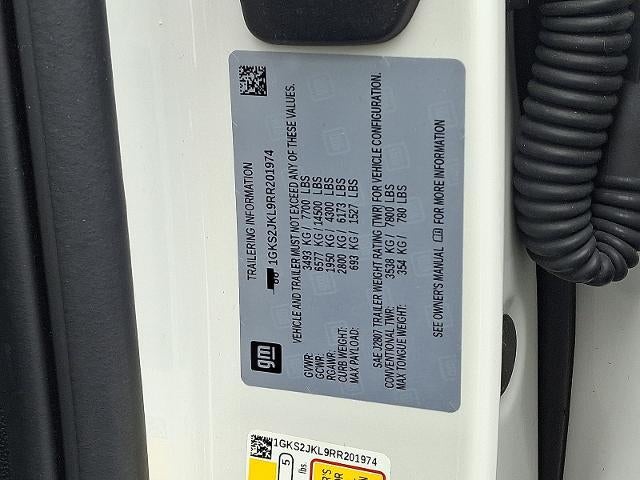 TRAILERING INFORMATION
1GKS2JKL9RR201974
VEHICLE AND TRAILER MUST NOT EXCEED ANY OF THESE VALUES.
GVWR: 3493 KG / 7700 LBS
GCWR: 6577 KG / 14500 LBS
RGAWR: 1950 KG / 4300 LBS
CURB WEIGHT: 2800 KG / 6173 LBS
MAX PAYLOAD: 693 KG / 1527 LBS
SAE J2807 TRAILER WEIGHT RATING (TWR) FOR VEHICLE CONFIGURATION.
CONVENTIONAL TWR: 3538 KG / 7800 LBS
MAX TONGUE WEIGHT: 354 KG / 780 LBS
SEE OWNER'S MANUAL FOR MORE INFORMATION
gm
1GKS2JKL9RR201974
5
lbs.